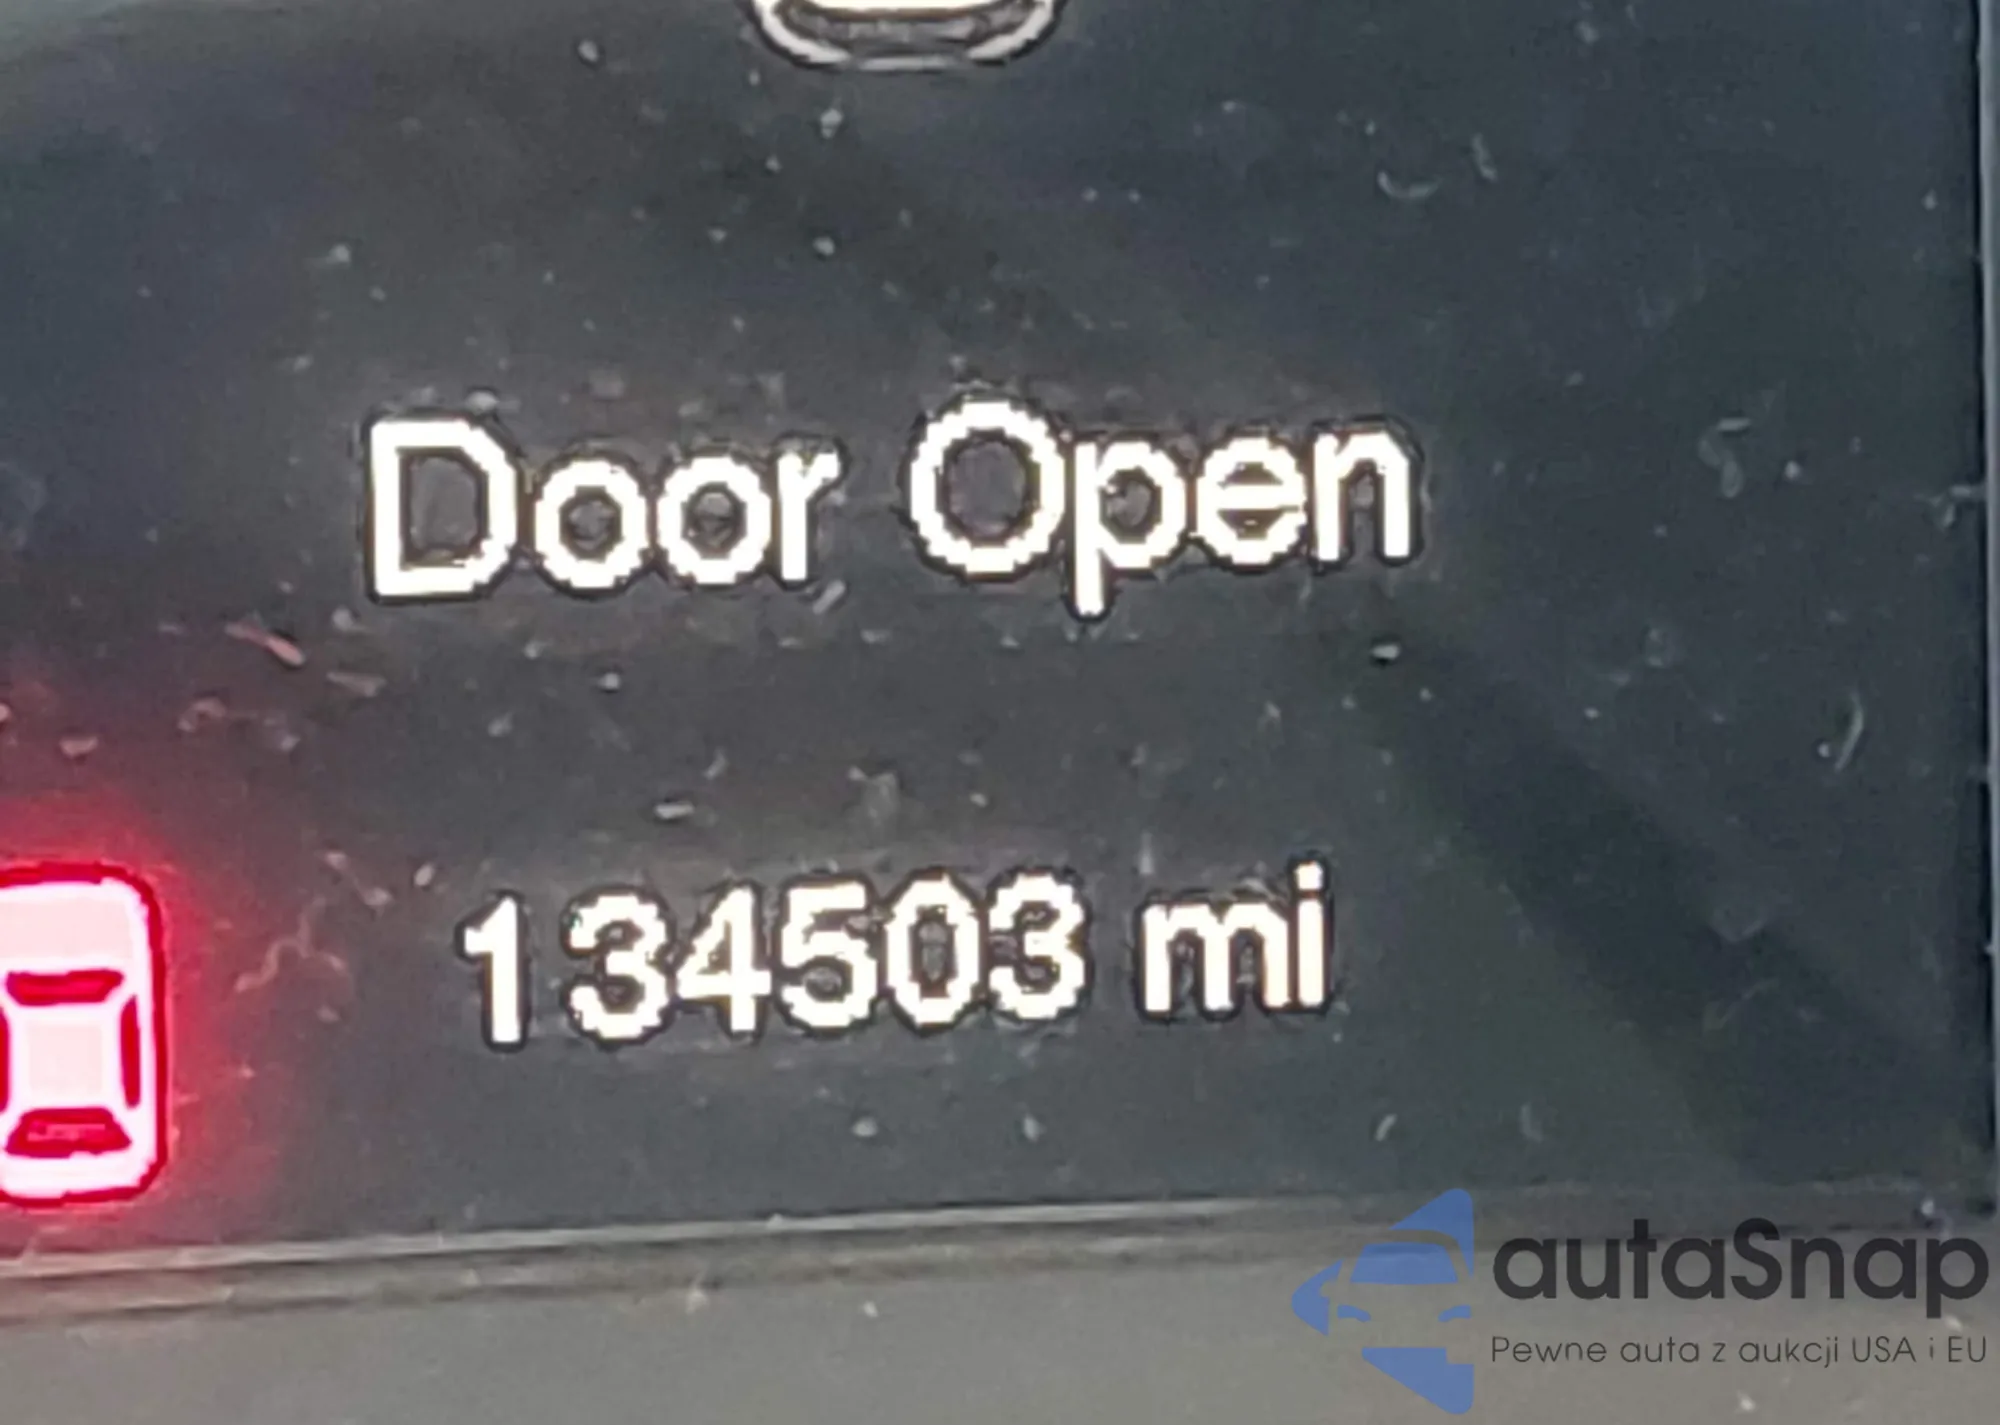 Door Open
134503 mi
autaSnap
Pewne auta z aukcji USA i EU